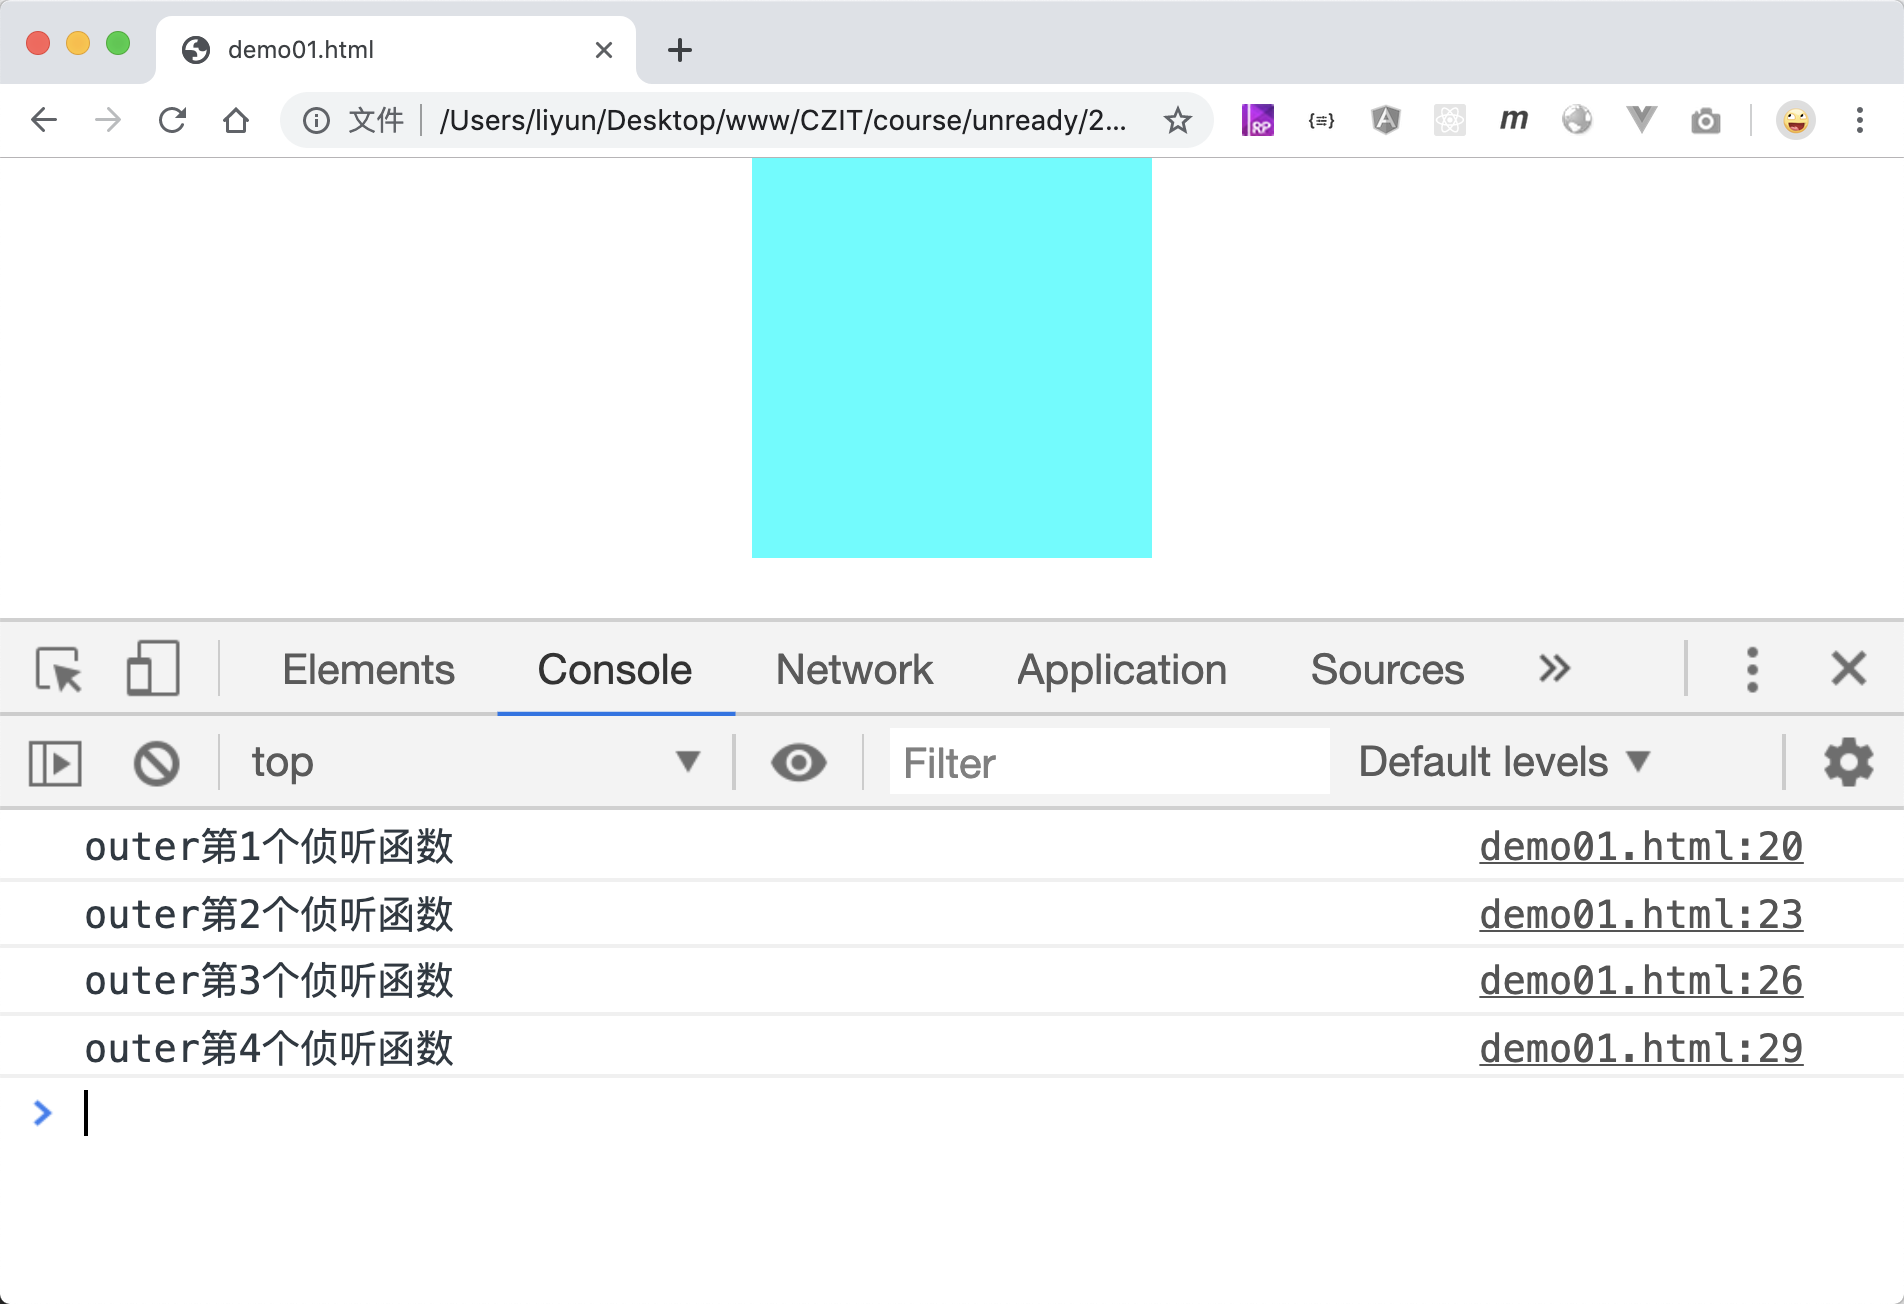 demo01.html
文件 /Users/liyun/Desktop/www/CZIT/course/unready/2...
RP {≡} A m
Elements Console Network Application Sources
top Filter Default levels
outer第1个侦听函数 demo01.html:20
outer第2个侦听函数 demo01.html:23
outer第3个侦听函数 demo01.html:26
outer第4个侦听函数 demo01.html:29